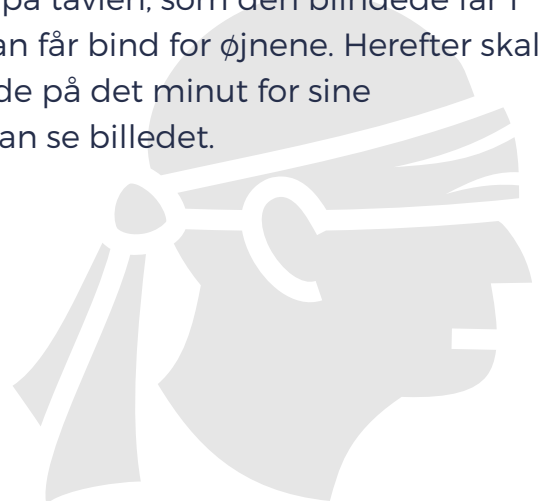 på tavlen, som den blindede får 1
an får bind for øjnene. Herefter skal
de på det minut for sine
an se billedet.